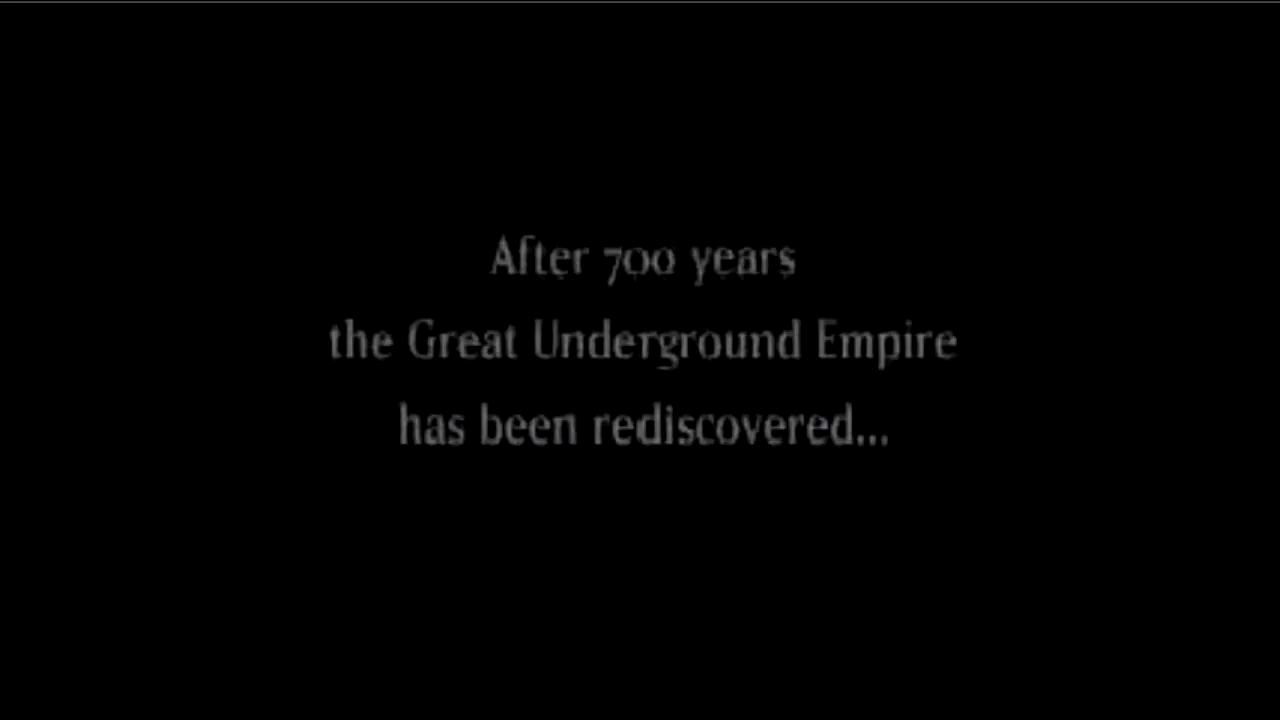 After 700 years
the Great Underground Empire
has been rediscovered...